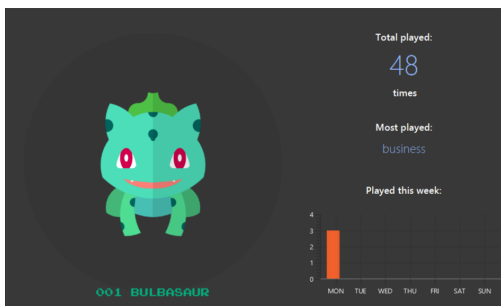 Total played:
48
times
Most played:
business
Played this week:
4
3
2
1
0
MON TUE WED THU FRI SAT SUN
001 BULBASAUR